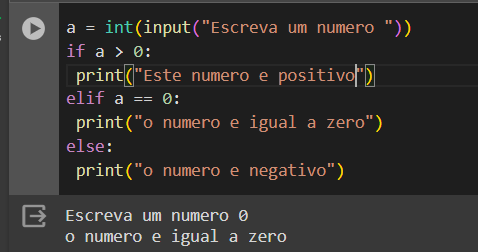 a = int(input("Escreva um numero "))
if a > 0:
 print("Este numero e positivo")
elif a == 0:
 print("o numero e igual a zero")
else:
 print("o numero e negativo")
Escreva um numero 0
o numero e igual a zero